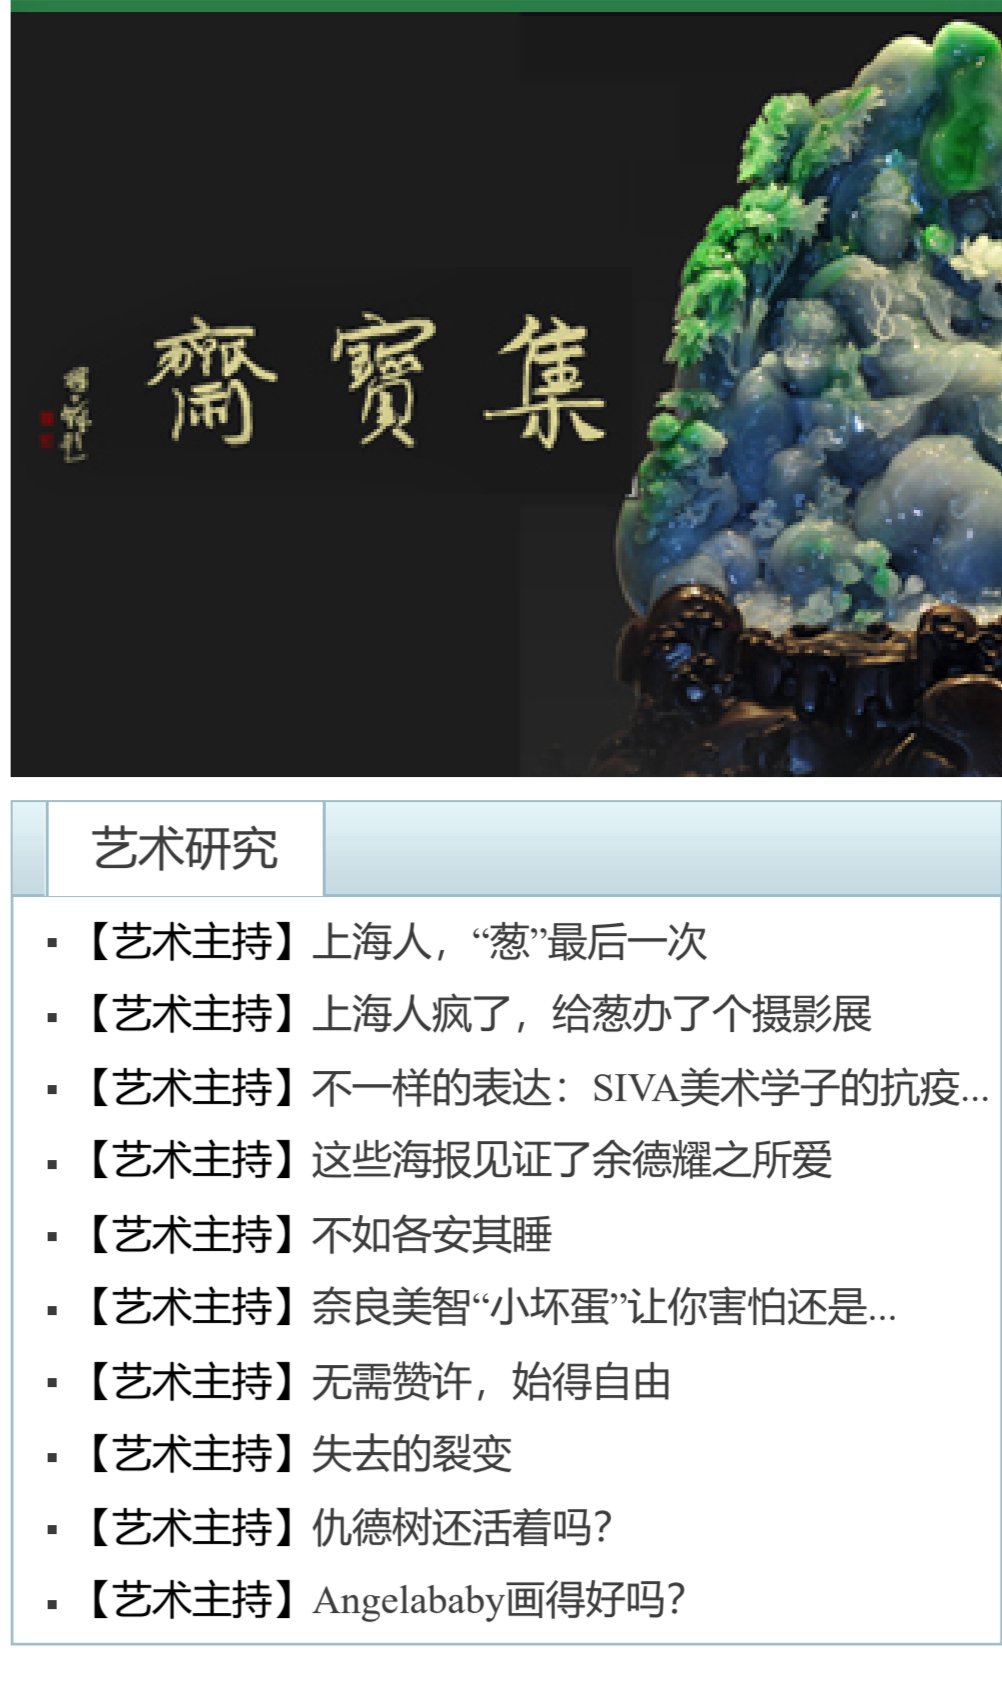 齋寶集
艺术研究
【艺术主持】上海人，“葱”最后一次
【艺术主持】上海人疯了，给葱办了个摄影展
【艺术主持】不一样的表达：SIVA美术学子的抗疫...
【艺术主持】这些海报见证了余德耀之所爱
【艺术主持】不如各安其睡
【艺术主持】奈良美智“小坏蛋”让你害怕还是...
【艺术主持】无需赞许，始得自由
【艺术主持】失去的裂变
【艺术主持】仇德树还活着吗？
【艺术主持】Angelababy画得好吗？